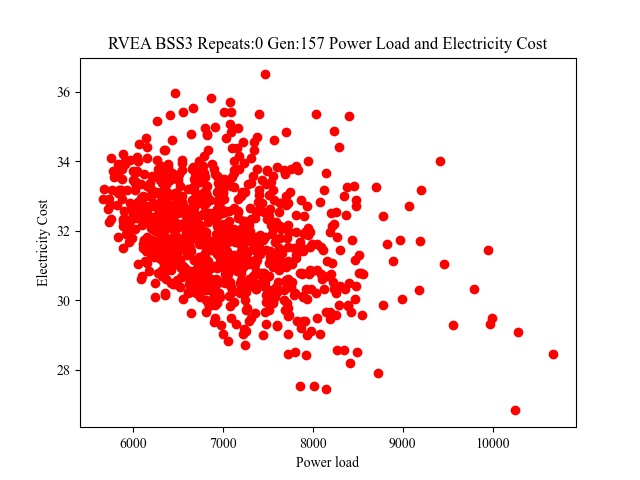 RVEA BSS3 Repeats:0 Gen:157 Power Load and Electricity Cost
36
34
32
30
28
Electricity Cost
6000 7000 8000 9000 10000
Power load